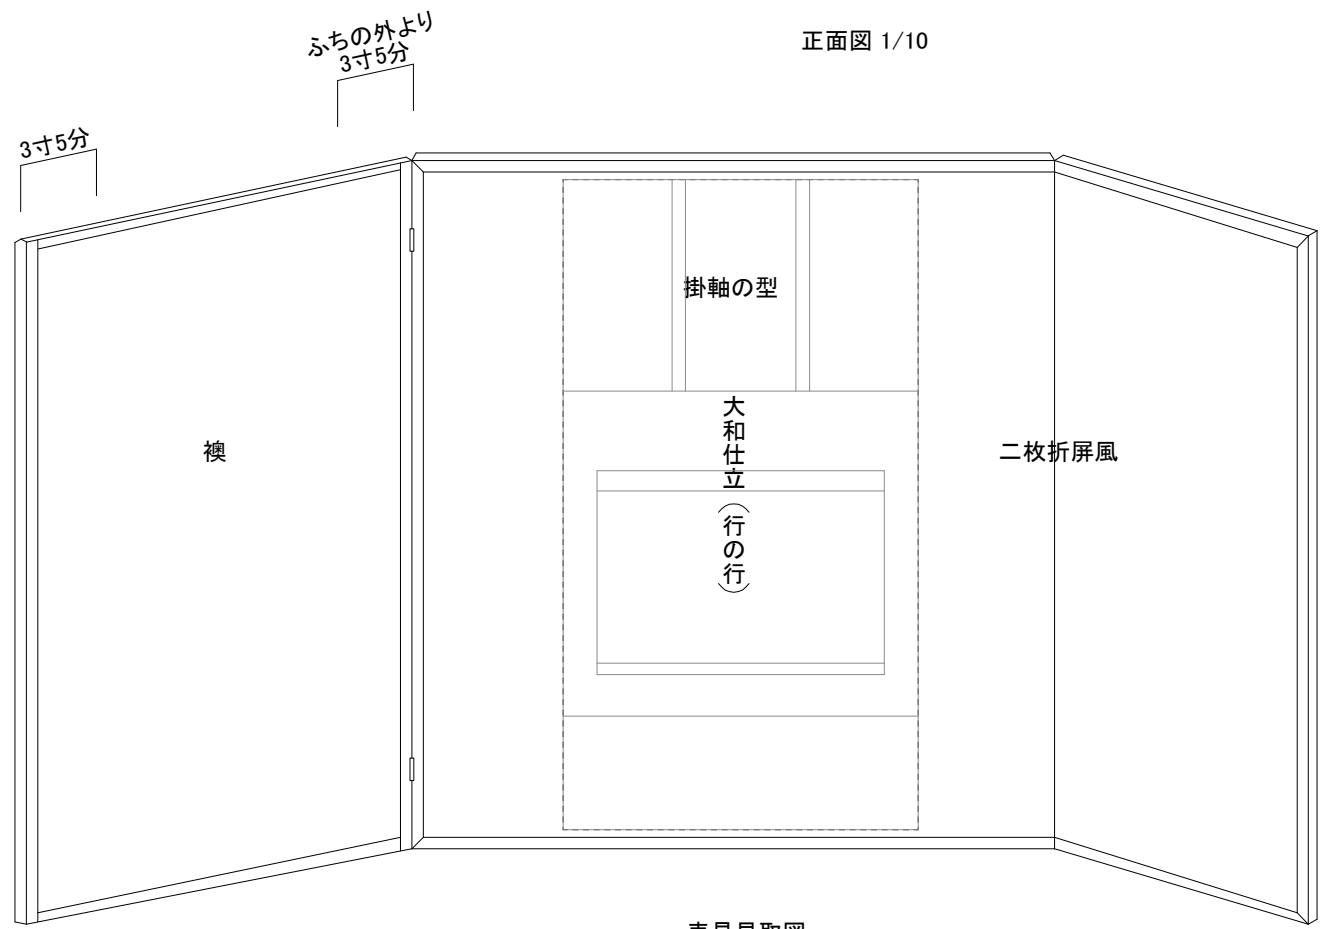 ふちの外より
3寸5分
正面図 1/10
3寸5分
掛軸の型
大和仕立（行の行）
襖
二枚折屏風